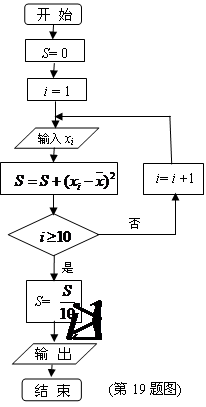 开 始
S= 0
i = 1
输入 xi
S = S + (xi − x̄)²
i= i +1
i ≥10
否
是
S= S/10
输 出
结 束
(第 19 题图)